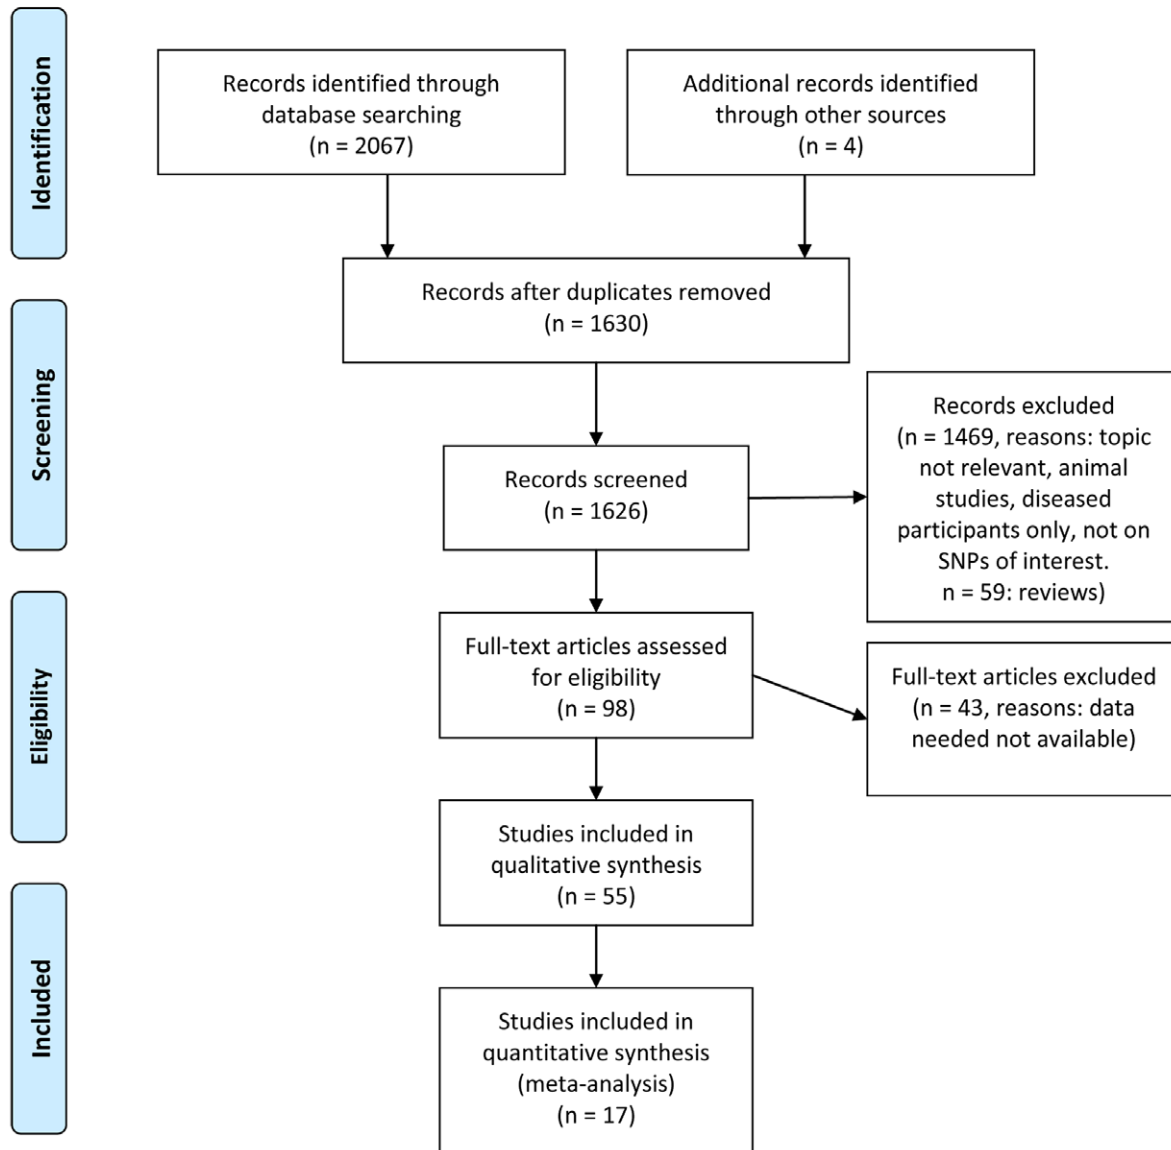 Identification
Records identified through
database searching
(n = 2067)
Additional records identified
through other sources
(n = 4)
Records after duplicates removed
(n = 1630)
Screening
Records screened
(n = 1626)
Records excluded
(n = 1469, reasons: topic
not relevant, animal
studies, diseased
participants only, not on
SNPs of interest.
n = 59: reviews)
Eligibility
Full-text articles assessed
for eligibility
(n = 98)
Full-text articles excluded
(n = 43, reasons: data
needed not available)
Studies included in
qualitative synthesis
(n = 55)
Included
Studies included in
quantitative synthesis
(meta-analysis)
(n = 17)